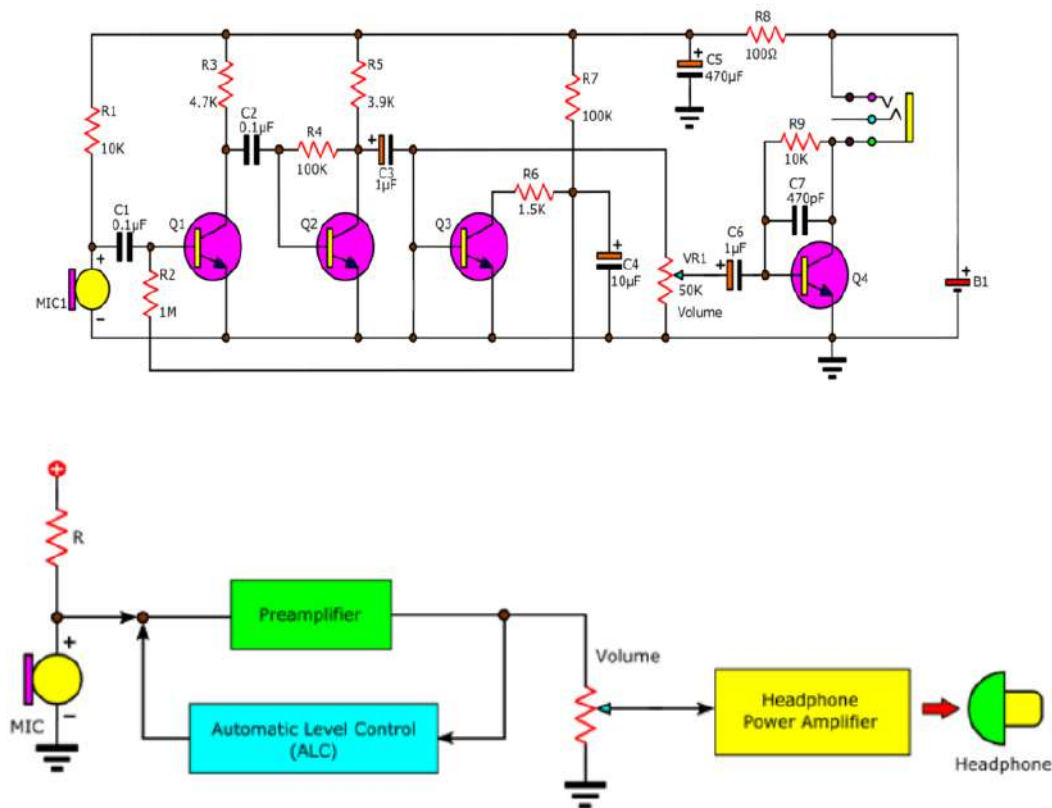 R8
100Ω
R3
4.7K
R5
3.9K
C5
+
470µF
R7
100K
R1
10K
C2
0.1µF
R4
100K
+
C3
1µF
R9
10K
C7
470pF
R6
1.5K
C1
0.1µF
Q1
Q2
Q3
+
C4
10µF
VR1
50K
Volume
C6
+
1µF
Q4
+
B1
+
MIC1
-
R2
1M
+
R
Preamplifier
+
MIC
-
Automatic Level Control
(ALC)
Volume
Headphone
Power Amplifier
Headphone